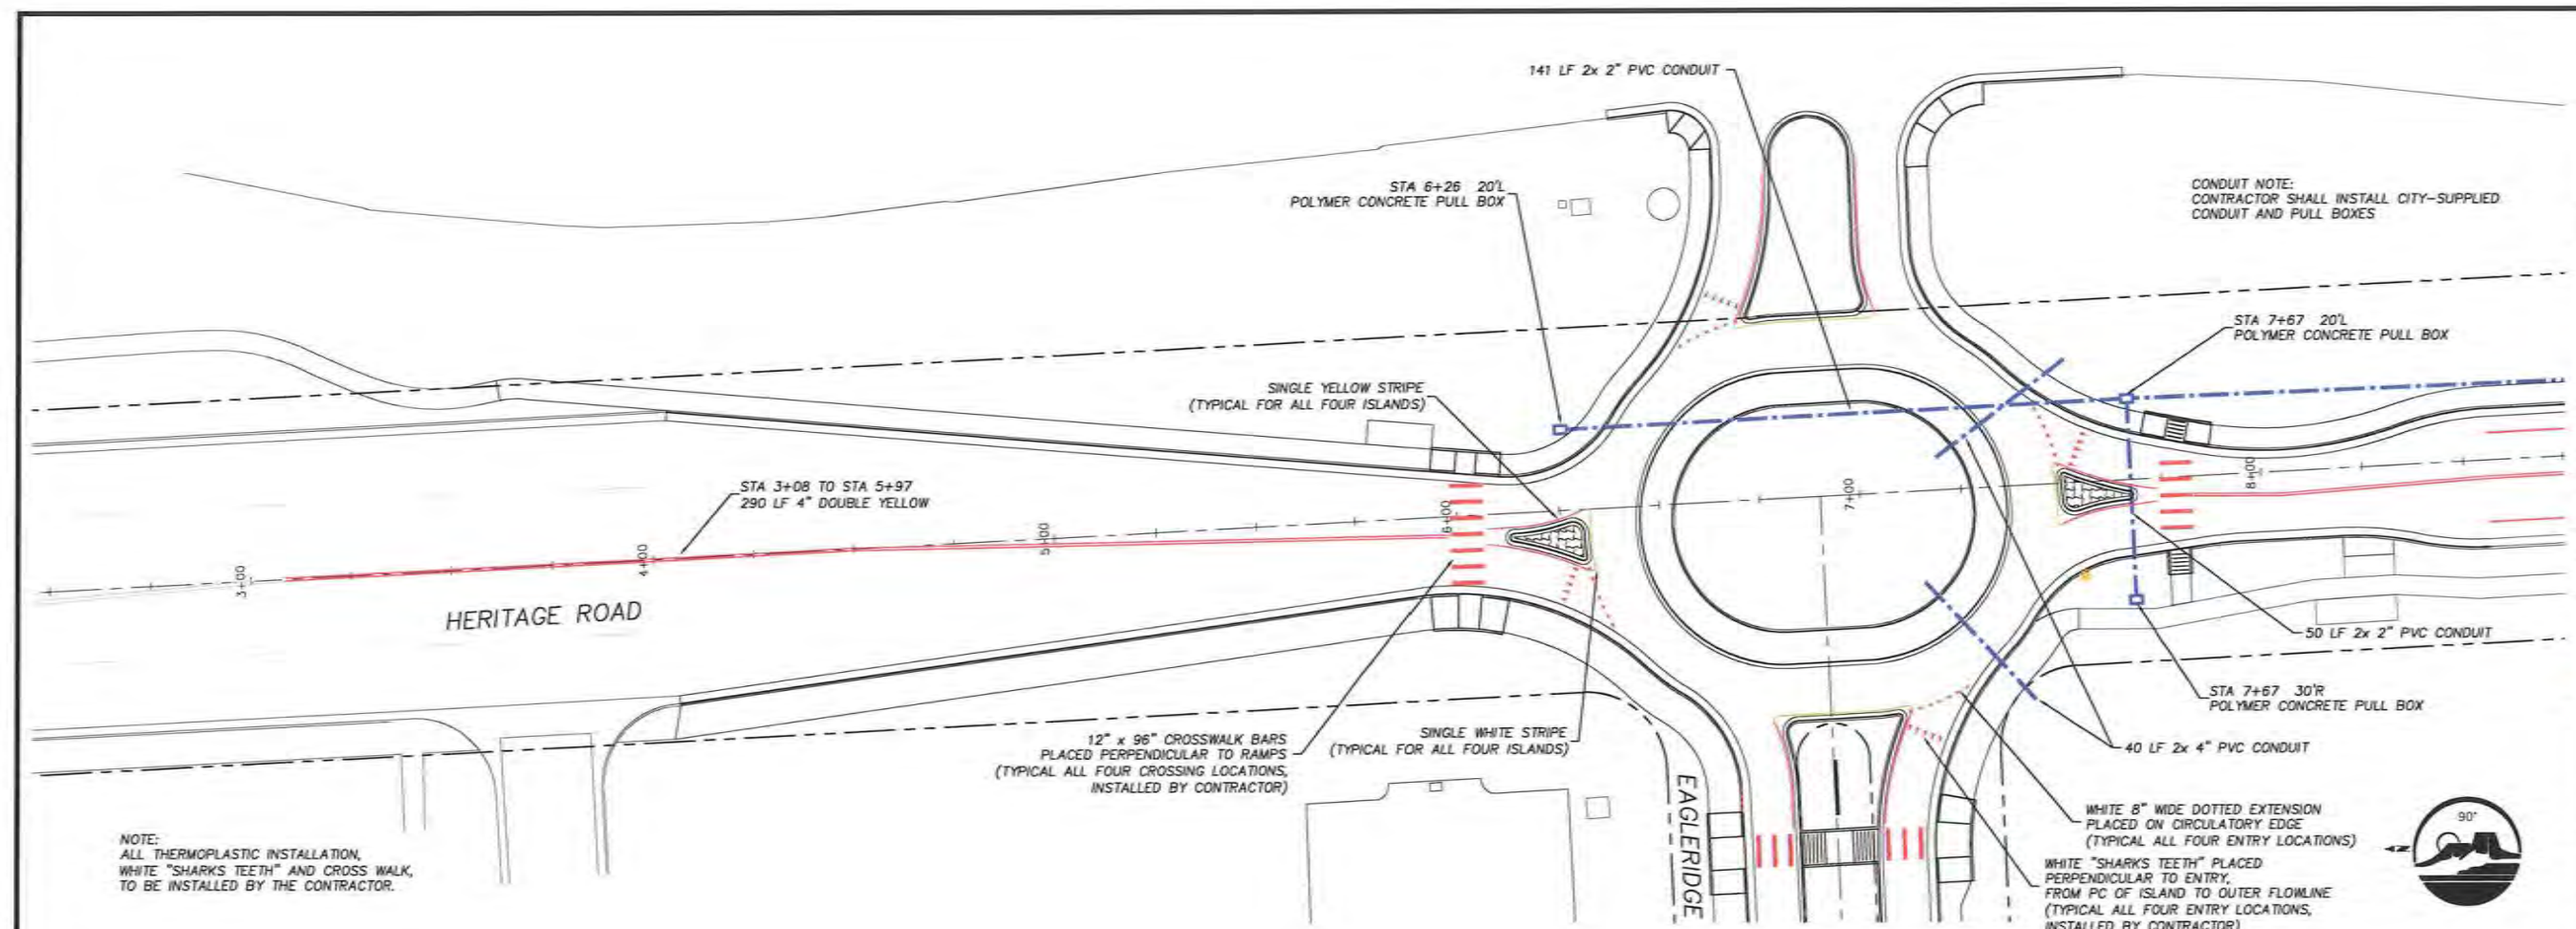 141 LF 2x 2" PVC CONDUIT
STA 6+26 20'L
POLYMER CONCRETE PULL BOX
CONDUIT NOTE:
CONTRACTOR SHALL INSTALL CITY-SUPPLIED
CONDUIT AND PULL BOXES
STA 7+67 20'L
POLYMER CONCRETE PULL BOX
SINGLE YELLOW STRIPE
(TYPICAL FOR ALL FOUR ISLANDS)
STA 3+08 TO STA 5+97
290 LF 4" DOUBLE YELLOW
3+00
4+00
5+00
6+00
7+00
8+00
HERITAGE ROAD
50 LF 2x 2" PVC CONDUIT
STA 7+67 30'R
POLYMER CONCRETE PULL BOX
12" x 96" CROSSWALK BARS
PLACED PERPENDICULAR TO RAMPS
(TYPICAL ALL FOUR CROSSING LOCATIONS,
INSTALLED BY CONTRACTOR)
SINGLE WHITE STRIPE
(TYPICAL FOR ALL FOUR ISLANDS)
40 LF 2x 4" PVC CONDUIT
EAGLERIDGE
WHITE 8" WIDE DOTTED EXTENSION
PLACED ON CIRCULATORY EDGE
(TYPICAL ALL FOUR ENTRY LOCATIONS)
WHITE "SHARKS TEETH" PLACED
PERPENDICULAR TO ENTRY,
FROM PC OF ISLAND TO OUTER FLOWLINE
(TYPICAL ALL FOUR ENTRY LOCATIONS,
INSTALLED BY CONTRACTOR)
NOTE:
ALL THERMOPLASTIC INSTALLATION,
WHITE "SHARKS TEETH" AND CROSS WALK,
TO BE INSTALLED BY THE CONTRACTOR.
90°
N